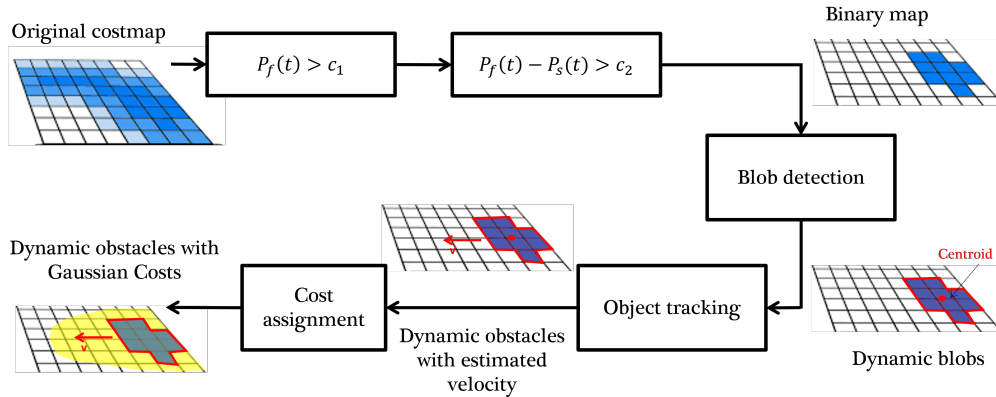 Original costmap
P_f(t) > c_1
P_f(t) − P_s(t) > c_2
Binary map
Blob detection
Centroid
Dynamic blobs
Object tracking
v
Dynamic obstacles
with estimated
velocity
Cost
assignment
Dynamic obstacles with
Gaussian Costs
v